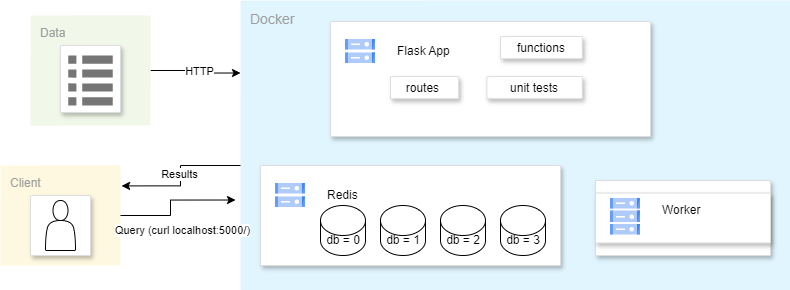 Data
HTTP
Docker
Flask App
functions
routes
unit tests
Client
Results
Query (curl localhost:5000/)
Redis
db = 0
db = 1
db = 2
db = 3
Worker